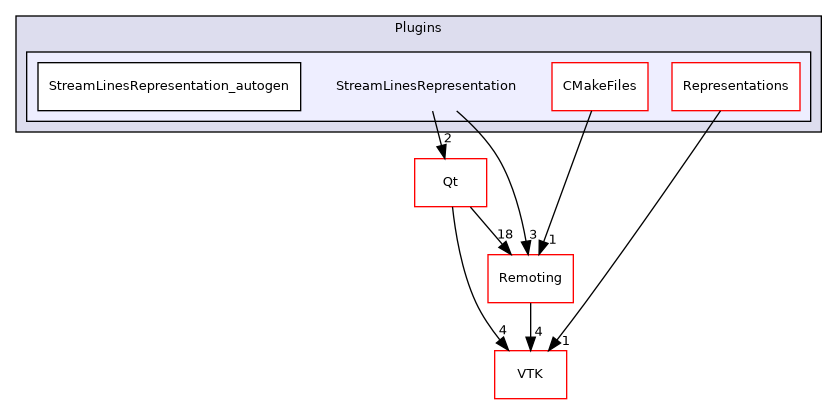 Plugins
StreamLinesRepresentation_autogen
StreamLinesRepresentation
CMakeFiles
Representations
2
Qt
18
3
1
Remoting
4
4
1
VTK